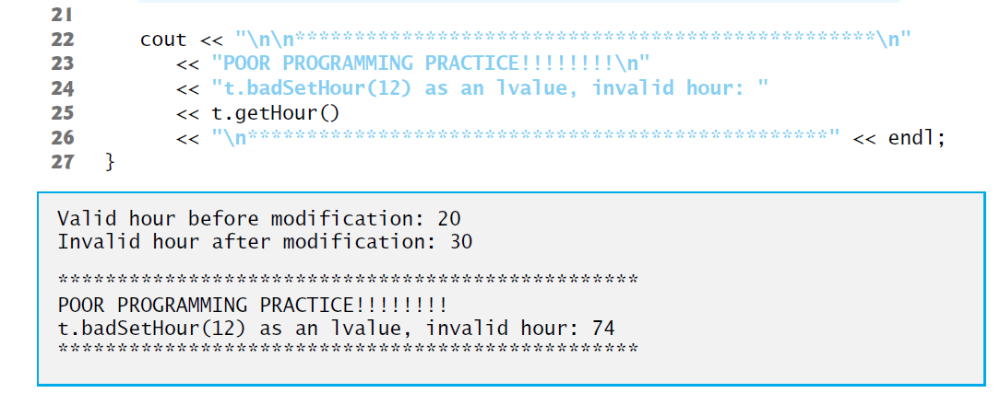 21
22 cout << "\n\n*************************************************\n"
23 << "POOR PROGRAMMING PRACTICE!!!!!!!!\n"
24 << "t.badSetHour(12) as an lvalue, invalid hour: "
25 << t.getHour()
26 << "\n*************************************************" << endl;
27 }
Valid hour before modification: 20
Invalid hour after modification: 30
*************************************************
POOR PROGRAMMING PRACTICE!!!!!!!!
t.badSetHour(12) as an lvalue, invalid hour: 74
*************************************************